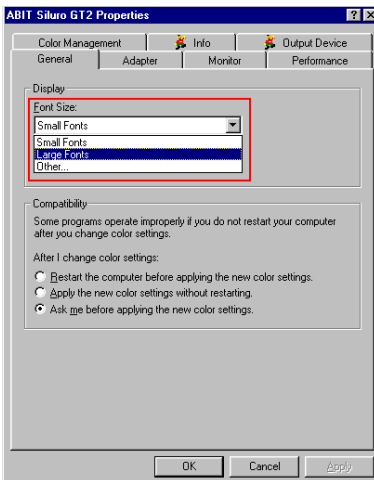 ABIT Siluro GT2 Properties
Color Management Info Output Device
General Adapter Monitor Performance
Display
Font Size:
Small Fonts
Small Fonts
Large Fonts
Other...
Compatibility
Some programs operate improperly if you do not restart your computer
after you change color settings.
After I change color settings:
Restart the computer before applying the new color settings.
Apply the new color settings without restarting.
Ask me before applying the new color settings.
OK Cancel Apply